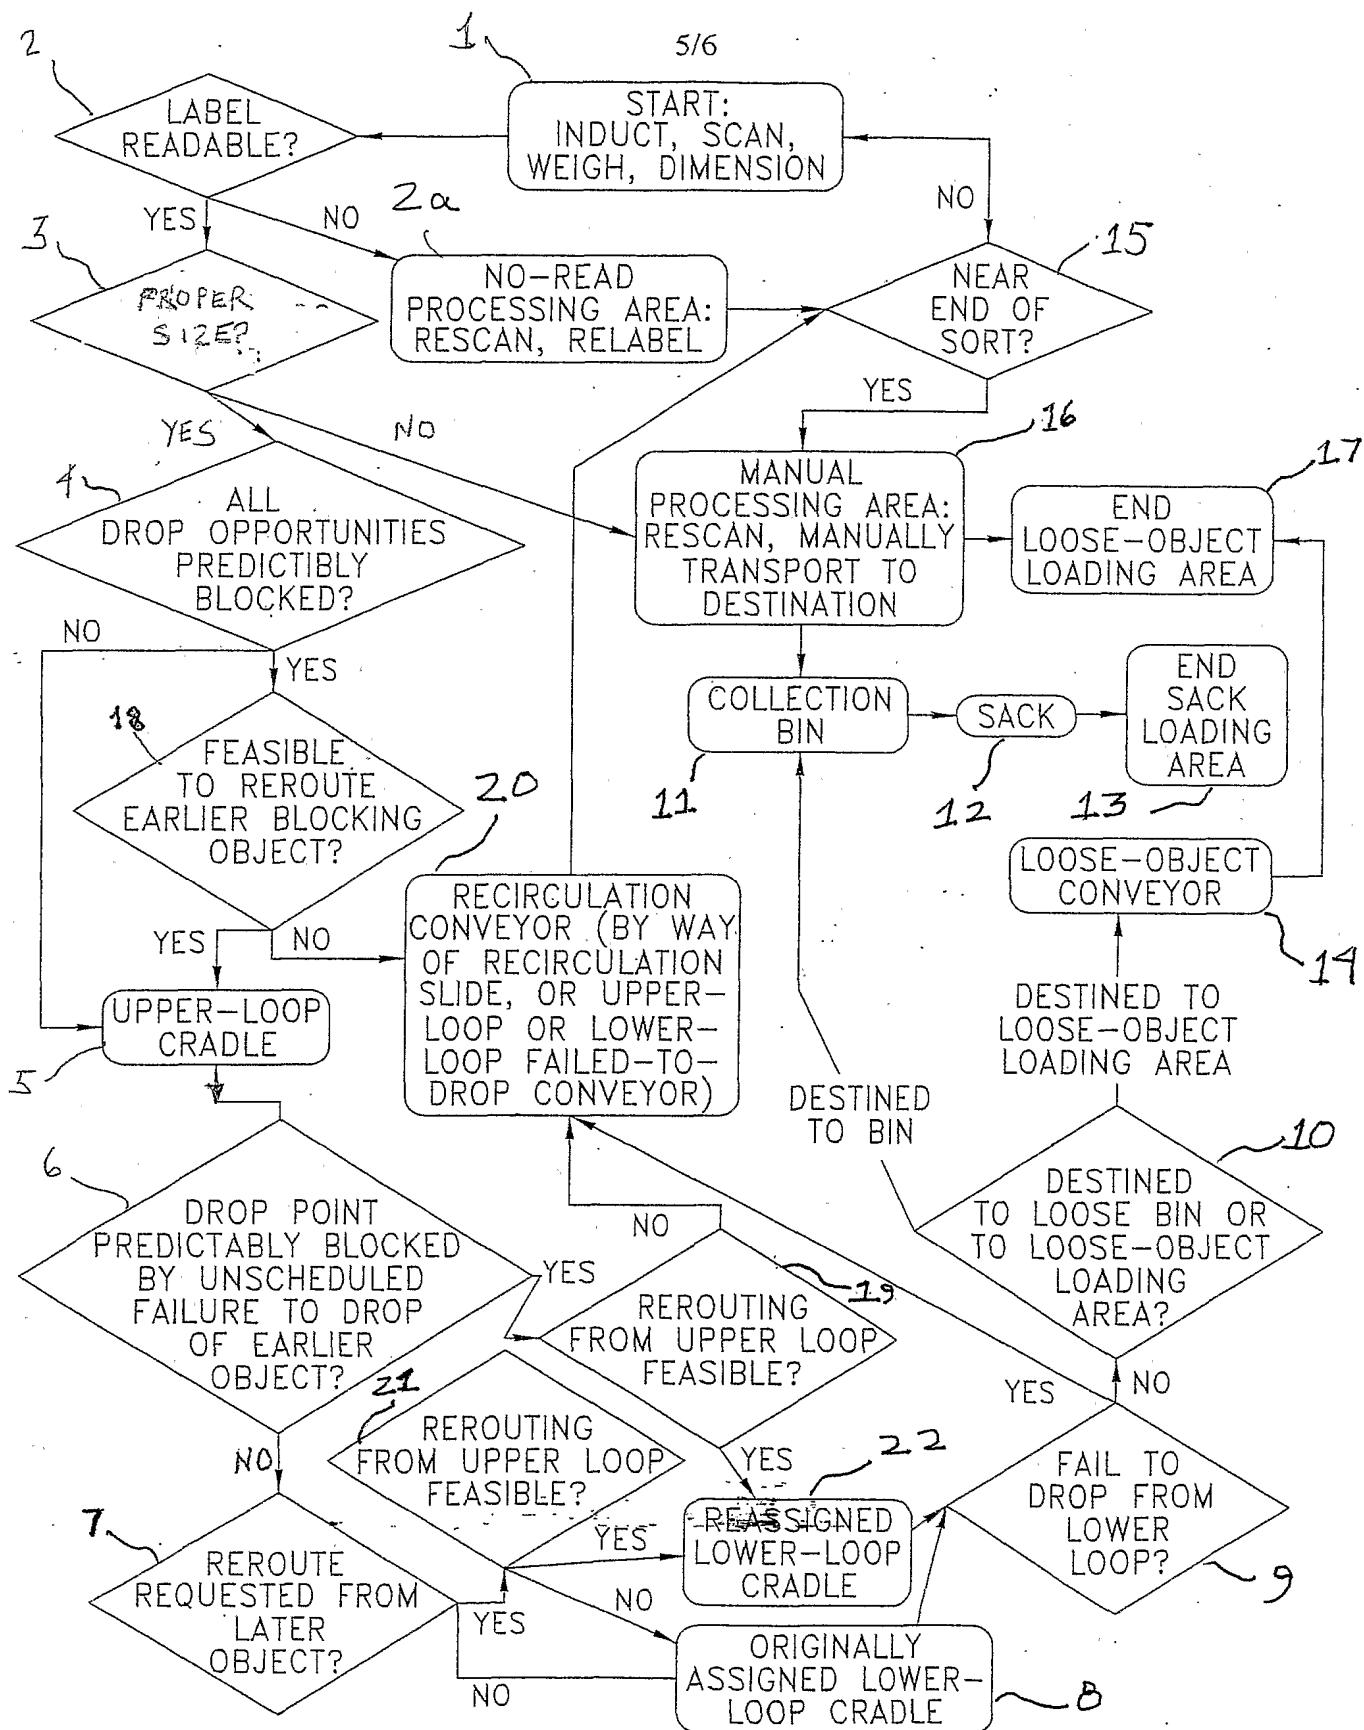 5/6
1
2
START:
INDUCT, SCAN,
WEIGH, DIMENSION
LABEL
READABLE?
YES
NO
NO
2a
3
15
PROPER
SIZE?
NO-READ
PROCESSING AREA:
RESCAN, RELABEL
NEAR
END OF
SORT?
YES
YES
NO
16
17
4
ALL
DROP OPPORTUNITIES
PREDICTIBLY
BLOCKED?
MANUAL
PROCESSING AREA:
RESCAN, MANUALLY
TRANSPORT TO
DESTINATION
END
LOOSE-OBJECT
LOADING AREA
NO
YES
COLLECTION
BIN
SACK
END
SACK
LOADING
AREA
18
11
12
13
FEASIBLE
TO REROUTE
EARLIER BLOCKING
OBJECT?
20
LOOSE-OBJECT
CONVEYOR
14
YES
NO
RECIRCULATION
CONVEYOR (BY WAY
OF RECIRCULATION
SLIDE, OR UPPER-
LOOP OR LOWER-
LOOP FAILED-TO-
DROP CONVEYOR)
UPPER-LOOP
CRADLE
5
DESTINED TO
LOOSE-OBJECT
LOADING AREA
DESTINED
TO BIN
6
10
DROP POINT
PREDICTABLY BLOCKED
BY UNSCHEDULED
FAILURE TO DROP
OF EARLIER
OBJECT?
YES
NO
19
REROUTING
FROM UPPER LOOP
FEASIBLE?
DESTINED
TO LOOSE BIN OR
TO LOOSE-OBJECT
LOADING
AREA?
21
YES
NO
NO
REROUTING
FROM UPPER LOOP
FEASIBLE?
YES
22
7
REROUTE
REQUESTED FROM
LATER
OBJECT?
YES
REASSIGNED
LOWER-LOOP
CRADLE
FAIL TO
DROP FROM
LOWER
LOOP?
9
YES
NO
NO
ORIGINALLY
ASSIGNED LOWER-
LOOP CRADLE
8